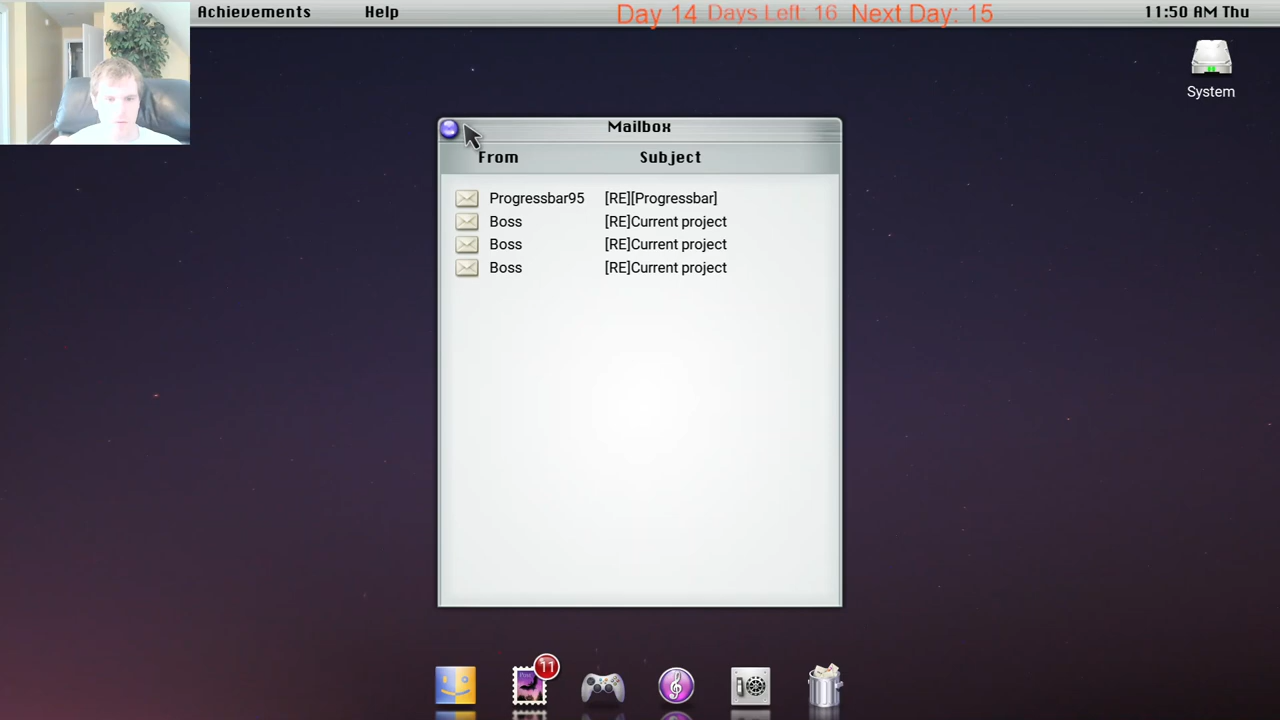 Achievements Help Day 14 Days Left: 16 Next Day: 15 11:50 AM Thu
System
Mailbox
From Subject
Progressbar95 [RE][Progressbar]
Boss [RE]Current project
Boss [RE]Current project
Boss [RE]Current project
11